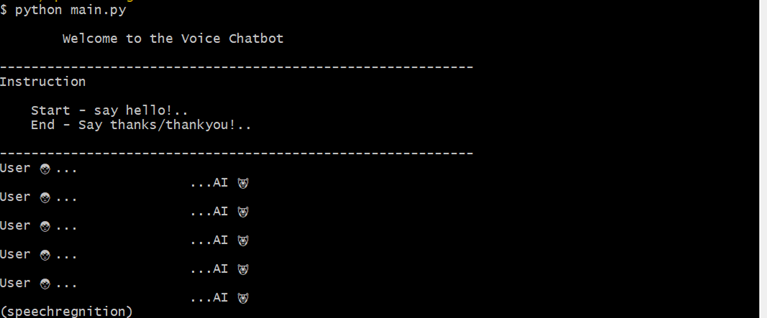 $ python main.py
Welcome to the Voice Chatbot
------------------------------------------------------------
Instruction
Start - say hello!..
End - Say thanks/thankyou!..
------------------------------------------------------------
User 👦...
...AI 🐺
User 👦...
...AI 🐺
User 👦...
...AI 🐺
User 👦...
...AI 🐺
User 👦...
...AI 🐺
(speechregnition)